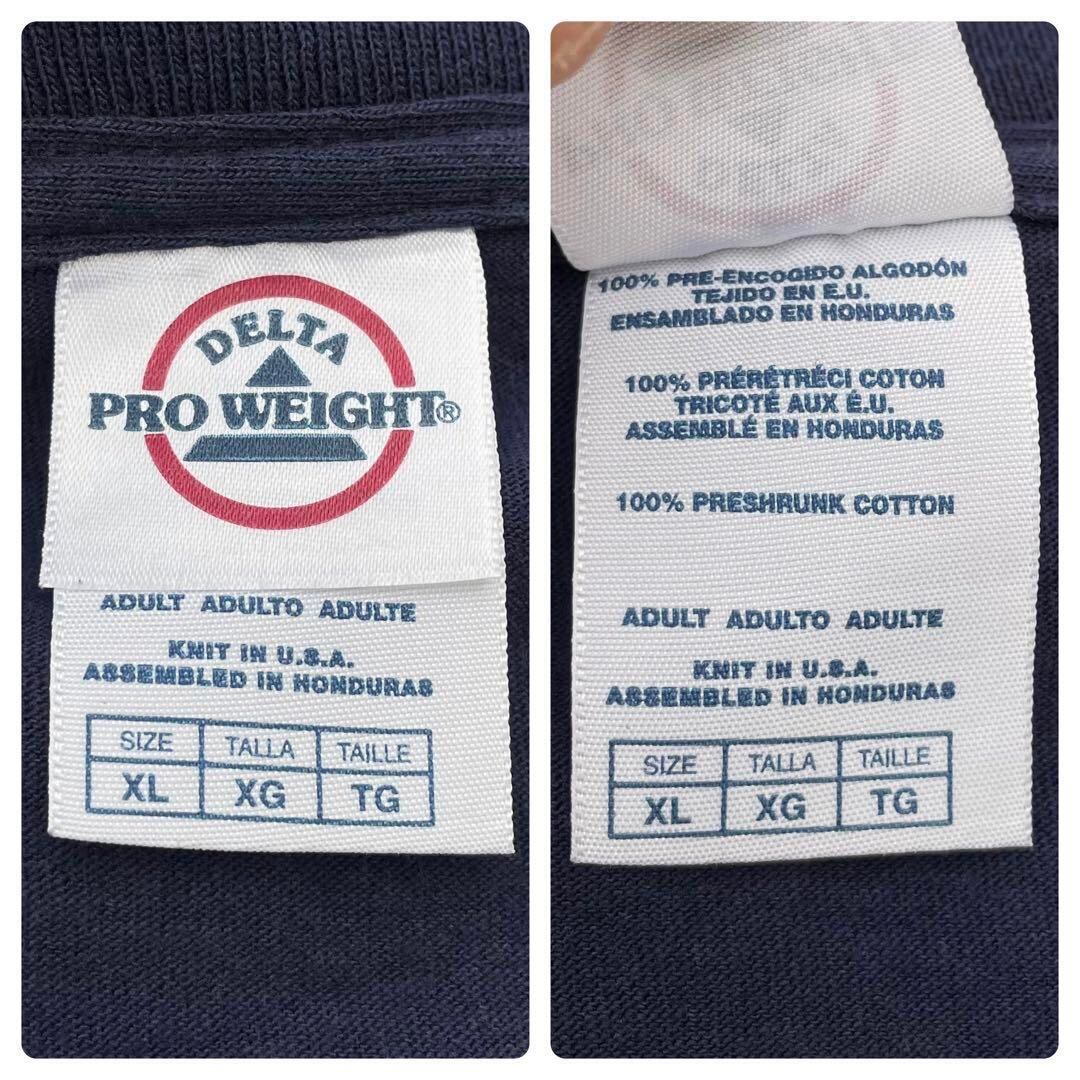 DELTA
PRO WEIGHT®
ADULT ADULTO ADULTE
KNIT IN U.S.A.
ASSEMBLED IN HONDURAS
SIZE TALLA TAILLE
XL XG TG
100% PRE-ENCOGIDO ALGODÓN
TEJIDO EN E.U.
ENSAMBLADO EN HONDURAS
100% PRÉRÉTRÉCI COTON
TRICOTÉ AUX É.U.
ASSEMBLÉ EN HONDURAS
100% PRESHRUNK COTTON
ADULT ADULTO ADULTE
KNIT IN U.S.A.
ASSEMBLED IN HONDURAS
SIZE TALLA TAILLE
XL XG TG